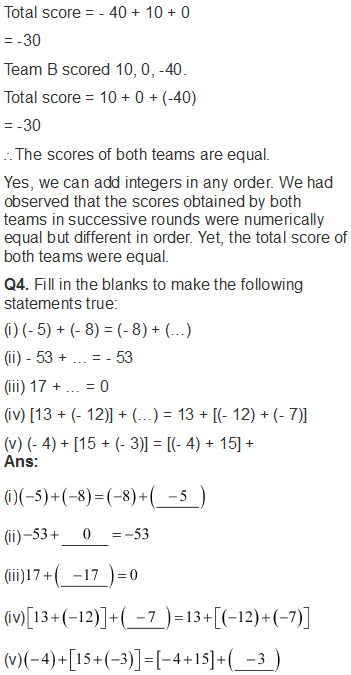 Total score = - 40 + 10 + 0
= -30
Team B scored 10, 0, -40.
Total score = 10 + 0 + (-40)
= -30
∴The scores of both teams are equal.
Yes, we can add integers in any order. We had
observed that the scores obtained by both
teams in successive rounds were numerically
equal but different in order. Yet, the total score of
both teams were equal.
Q4. Fill in the blanks to make the following
statements true:
(i) (- 5) + (- 8) = (- 8) + (…)
(ii) - 53 + … = - 53
(iii) 17 + … = 0
(iv) [13 + (- 12)] + (…) = 13 + [(- 12) + (- 7)]
(v) (- 4) + [15 + (- 3)] = [(- 4) + 15] +
Ans:
(i)(−5)+(−8)=(−8)+( −5 )
(ii)−53+ 0 =−53
(iii)17+( −17 )=0
(iv)[13+(−12)]+( −7 )=13+[(−12)+(−7)]
(v)(−4)+[15+(−3)]=[−4+15]+( −3 )